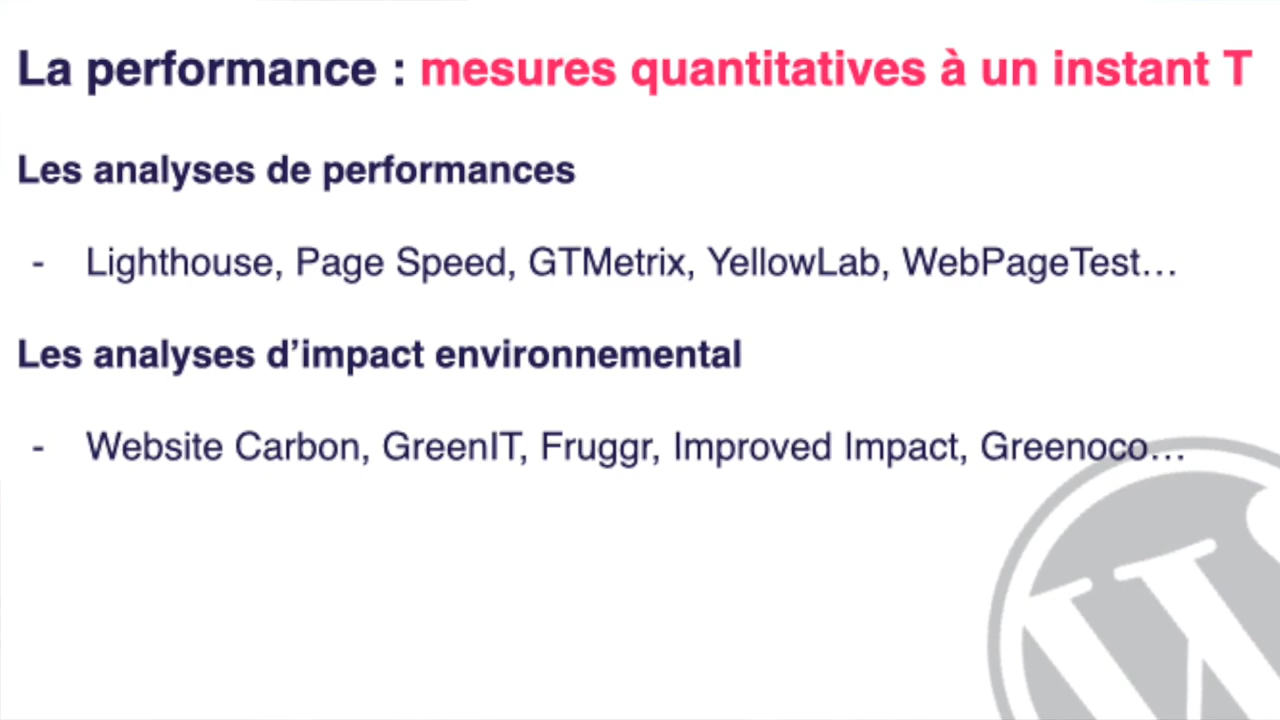 La performance : mesures quantitatives à un instant T
Les analyses de performances
- Lighthouse, Page Speed, GTMetrix, YellowLab, WebPageTest…
Les analyses d’impact environnemental
- Website Carbon, GreenIT, Fruggr, Improved Impact, Greenoco…